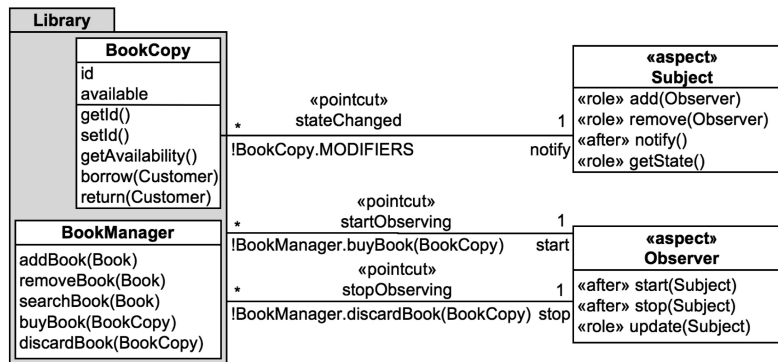 Library
BookCopy
id
available
getId()
setId()
getAvailability()
borrow(Customer)
return(Customer)
«pointcut»
stateChanged
* 1
!BookCopy.MODIFIERS notify
«aspect»
Subject
«role» add(Observer)
«role» remove(Observer)
«after» notify()
«role» getState()
BookManager
addBook(Book)
removeBook(Book)
searchBook(Book)
buyBook(BookCopy)
discardBook(BookCopy)
«pointcut»
startObserving
* 1
!BookManager.buyBook(BookCopy) start
«pointcut»
stopObserving
* 1
!BookManager.discardBook(BookCopy) stop
«aspect»
Observer
«after» start(Subject)
«after» stop(Subject)
«role» update(Subject)